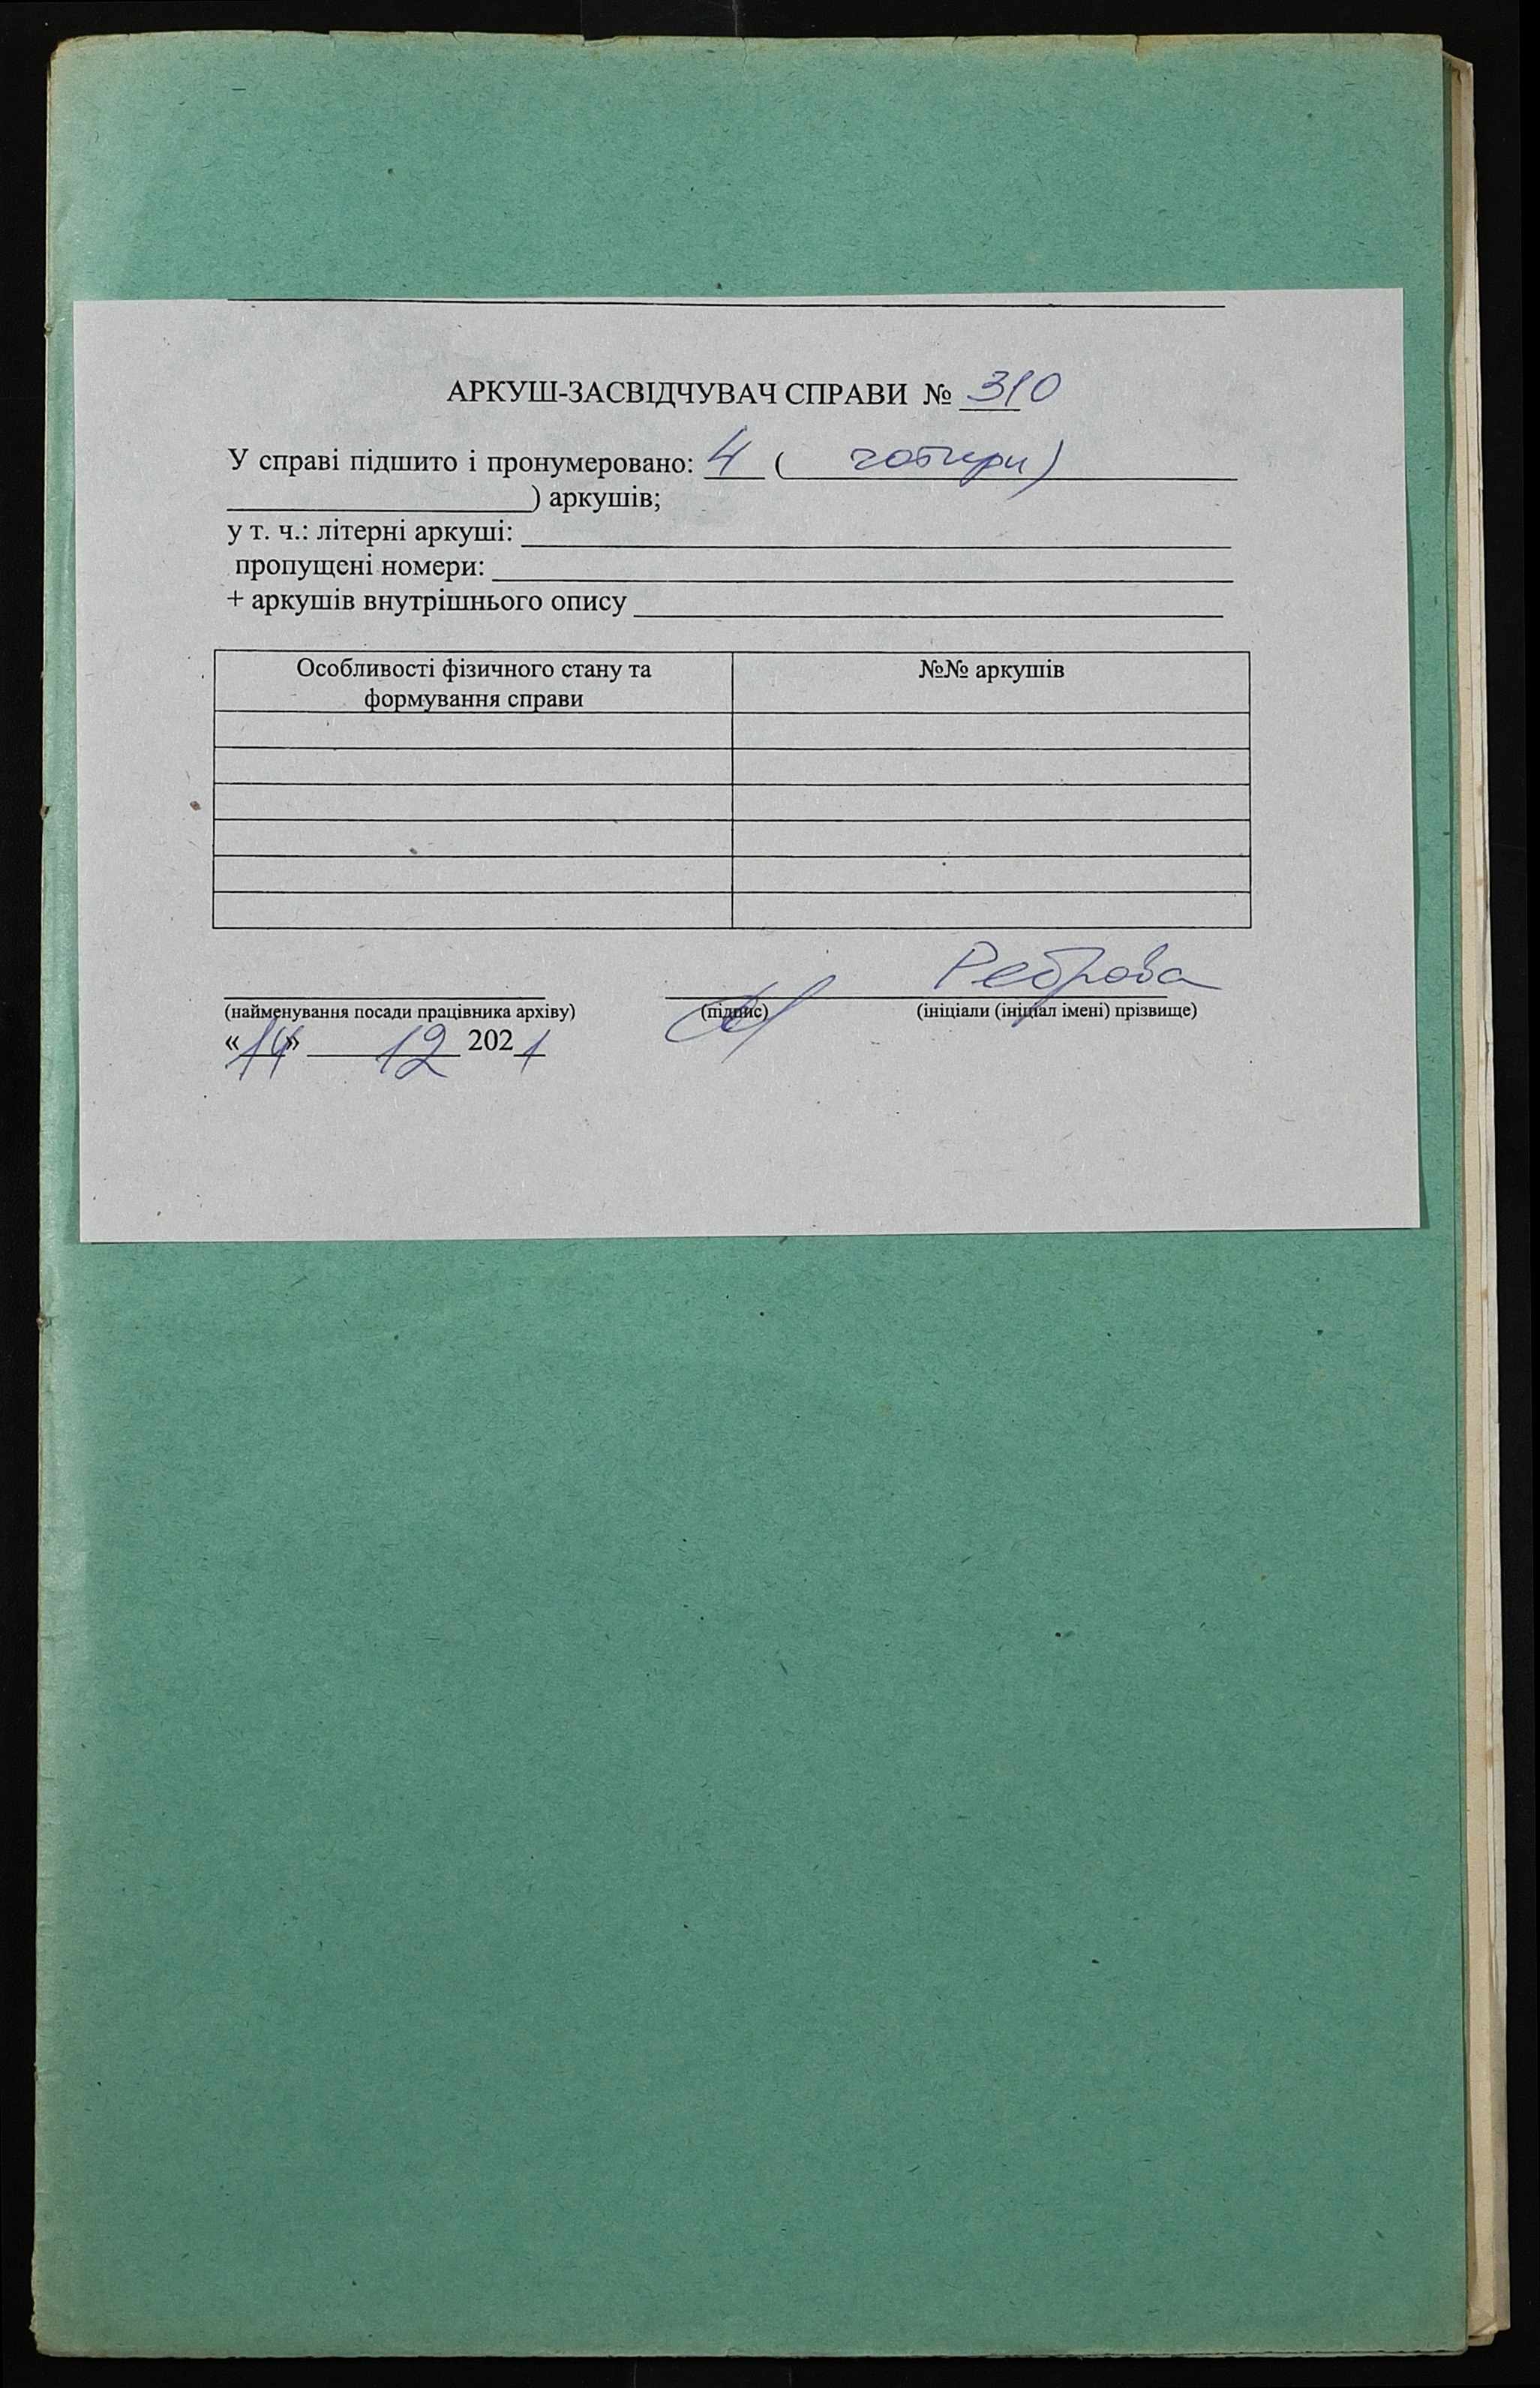 АРКУШ-ЗАСВІДЧУВАЧ СПРАВИ № 310
У справі підшито і пронумеровано: 4 ( чотири)
) аркушів;
у т. ч.: літерні аркуші:
пропущені номери:
+ аркушів внутрішнього опису
Особливості фізичного стану та формування справи №№ аркушів
Реброва
(найменування посади працівника архіву) (підпис) (ініціали (ініціал імені) прізвище)
«14» 12 2021